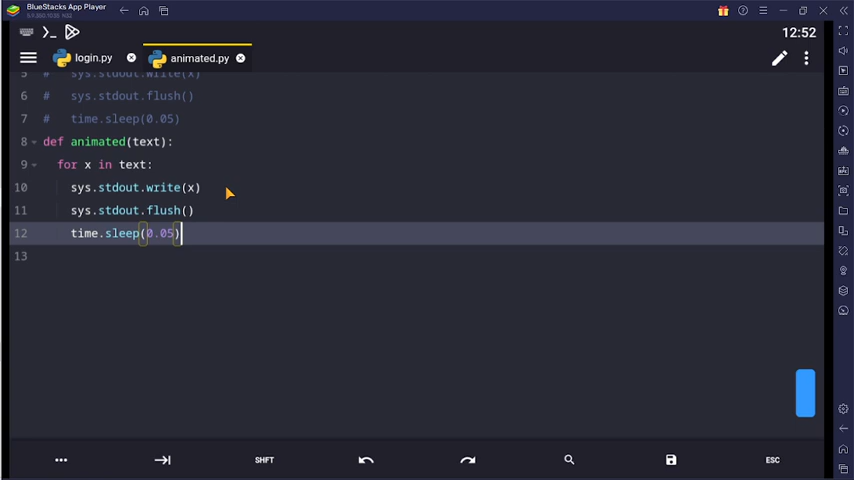 BlueStacks App Player
12:52
login.py
animated.py
5 # sys.stdout.write(x)
6 # sys.stdout.flush()
7 # time.sleep(0.05)
8 def animated(text):
9 for x in text:
10 sys.stdout.write(x)
11 sys.stdout.flush()
12 time.sleep(0.05)
13
SHFT
ESC